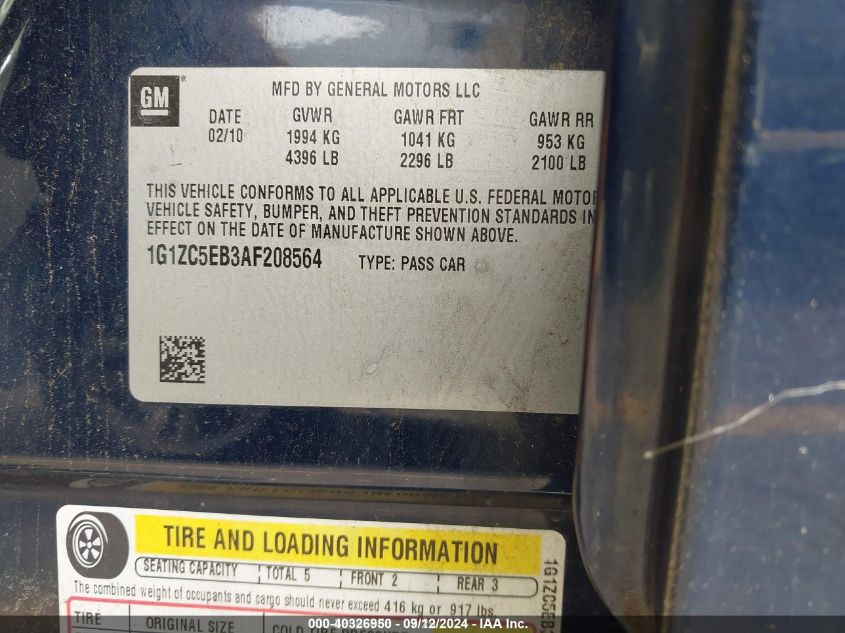 GM ® MFD BY GENERAL MOTORS LLC
DATE GVWR GAWR FRT GAWR RR
02/10 1994 KG 1041 KG 953 KG
4396 LB 2296 LB 2100 LB
THIS VEHICLE CONFORMS TO ALL APPLICABLE U.S. FEDERAL MOTOR
VEHICLE SAFETY, BUMPER, AND THEFT PREVENTION STANDARDS IN
EFFECT ON THE DATE OF MANUFACTURE SHOWN ABOVE.
1G1ZC5EB3AF208564 TYPE: PASS CAR
TIRE AND LOADING INFORMATION
SEATING CAPACITY TOTAL 5 FRONT 2 REAR 3
The combined weight of occupants and cargo should never exceed 416 kg or 917 lbs.
TIRE ORIGINAL SIZE COLD TIRE
1G1ZC5EB3
000-40326950 - 09/12/2024 - IAA Inc.